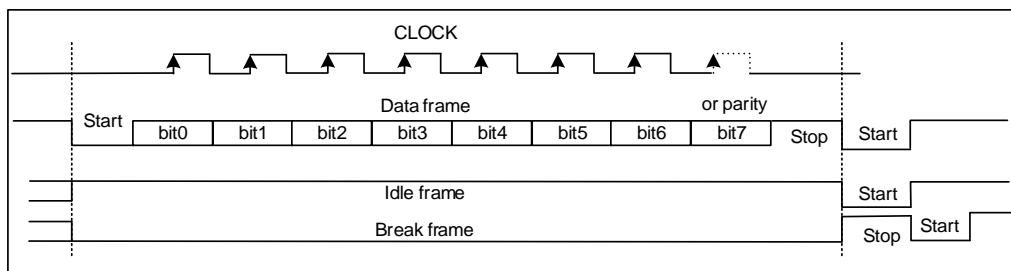 CLOCK
Data frame or parity
Start bit0 bit1 bit2 bit3 bit4 bit5 bit6 bit7 Stop Start
Idle frame Start
Break frame Stop Start